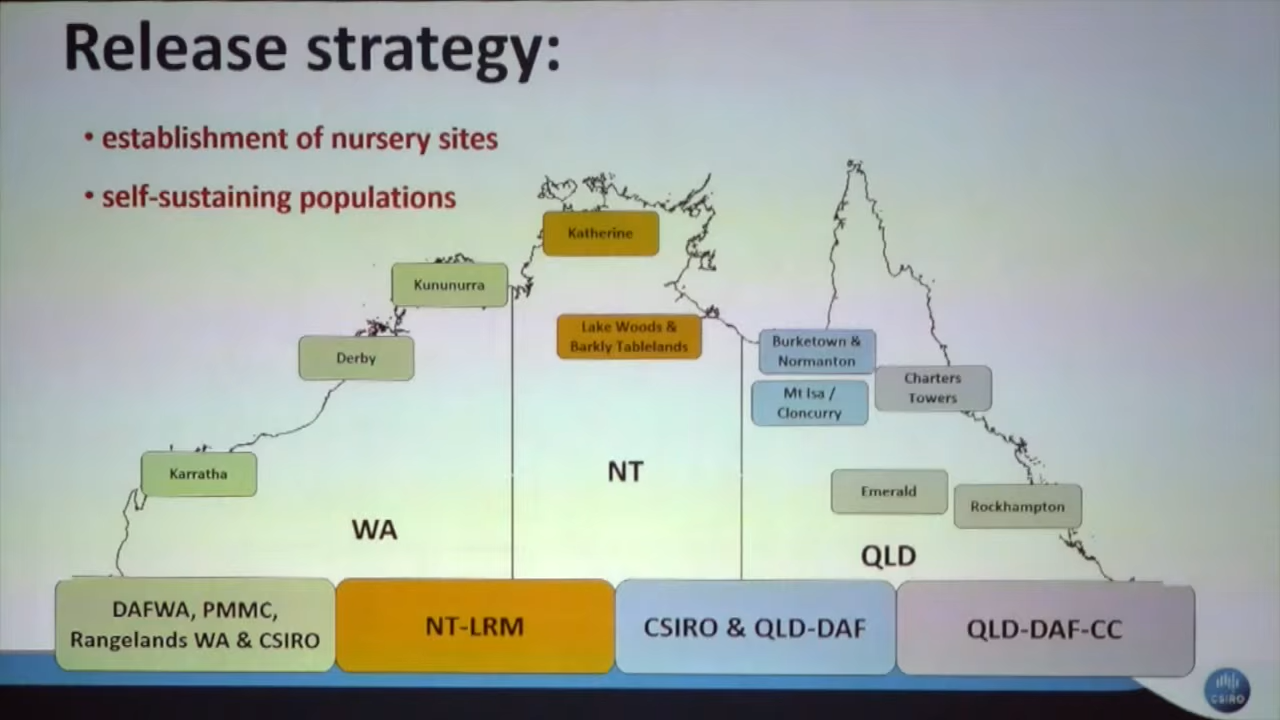 Release strategy:
• establishment of nursery sites
• self-sustaining populations
Katherine
Kununurra
Lake Woods &
Barkly Tablelands
Derby
Burketown &
Normanton
Charters
Towers
Mt Isa /
Cloncurry
Karratha
NT
Emerald
Rockhampton
WA
QLD
DAFWA, PMMC,
Rangelands WA & CSIRO
NT-LRM
CSIRO & QLD-DAF
QLD-DAF-CC
CSIRO